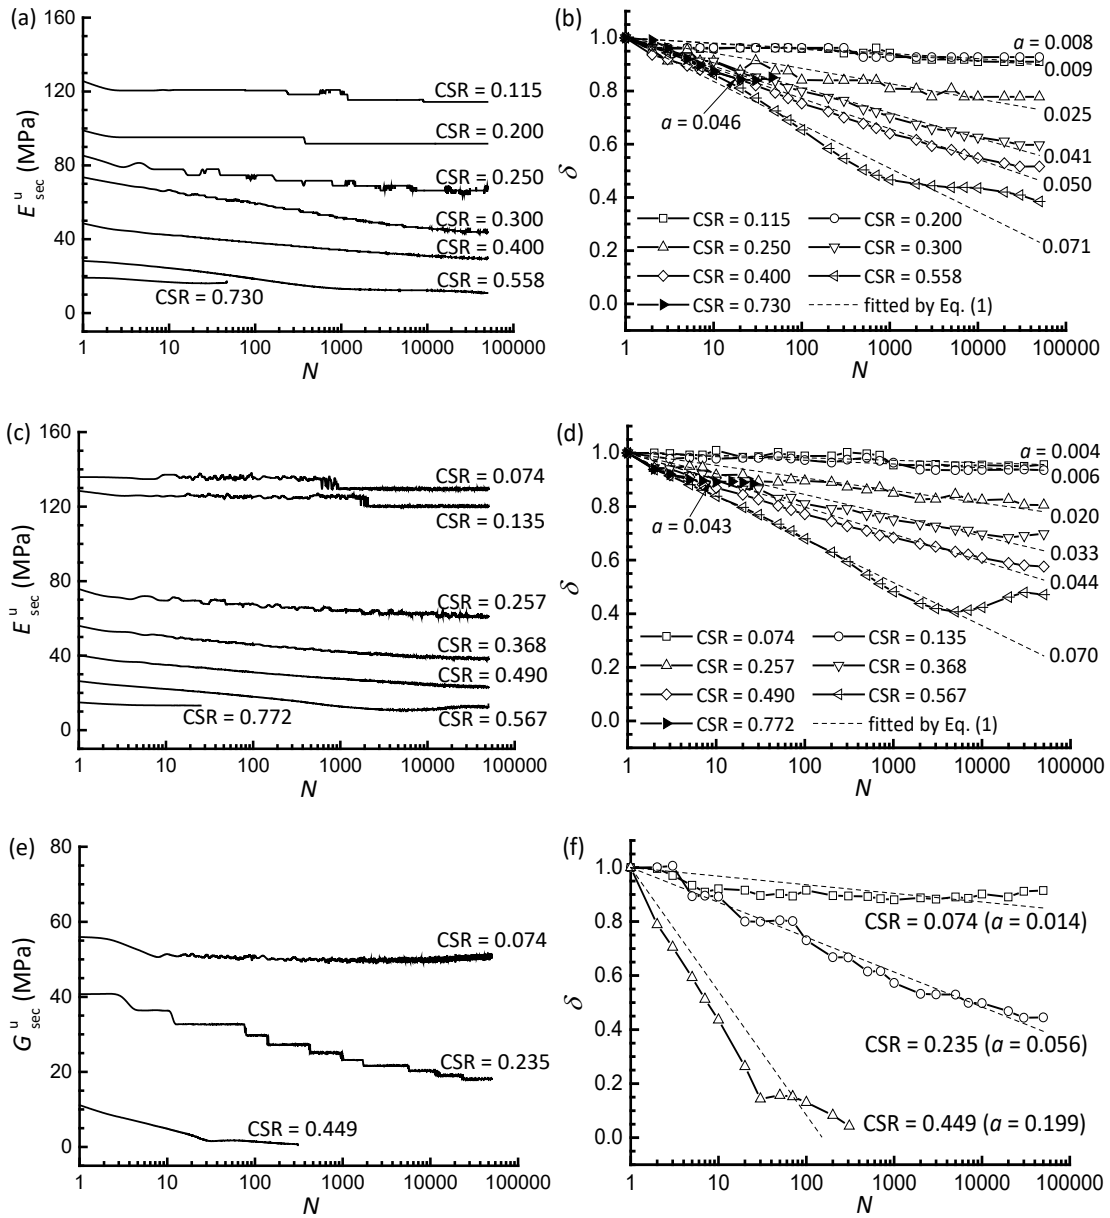 (a)
160
120
80
40
0
E u sec (MPa)
CSR = 0.115
CSR = 0.200
CSR = 0.250
CSR = 0.300
CSR = 0.400
CSR = 0.558
CSR = 0.730
1 10 100 1000 10000 100000
N
(b)
1.0
0.8
0.6
0.4
0.2
0.0
δ
a = 0.008
0.009
0.025
a = 0.046
0.041
0.050
0.071
CSR = 0.115 CSR = 0.200
CSR = 0.250 CSR = 0.300
CSR = 0.400 CSR = 0.558
CSR = 0.730 fitted by Eq. (1)
1 10 100 1000 10000 100000
N
(c)
160
120
80
40
0
E u sec (MPa)
CSR = 0.074
CSR = 0.135
CSR = 0.257
CSR = 0.368
CSR = 0.490
CSR = 0.772
CSR = 0.567
1 10 100 1000 10000 100000
N
(d)
1.0
0.8
0.6
0.4
0.2
0.0
δ
a = 0.004
0.006
0.020
a = 0.043
0.033
0.044
0.070
CSR = 0.074 CSR = 0.135
CSR = 0.257 CSR = 0.368
CSR = 0.490 CSR = 0.567
CSR = 0.772 fitted by Eq. (1)
1 10 100 1000 10000 100000
N
(e)
80
60
40
20
0
G u sec (MPa)
CSR = 0.074
CSR = 0.235
CSR = 0.449
1 10 100 1000 10000 100000
N
(f)
1.0
0.8
0.6
0.4
0.2
0.0
δ
CSR = 0.074 (a = 0.014)
CSR = 0.235 (a = 0.056)
CSR = 0.449 (a = 0.199)
1 10 100 1000 10000 100000
N